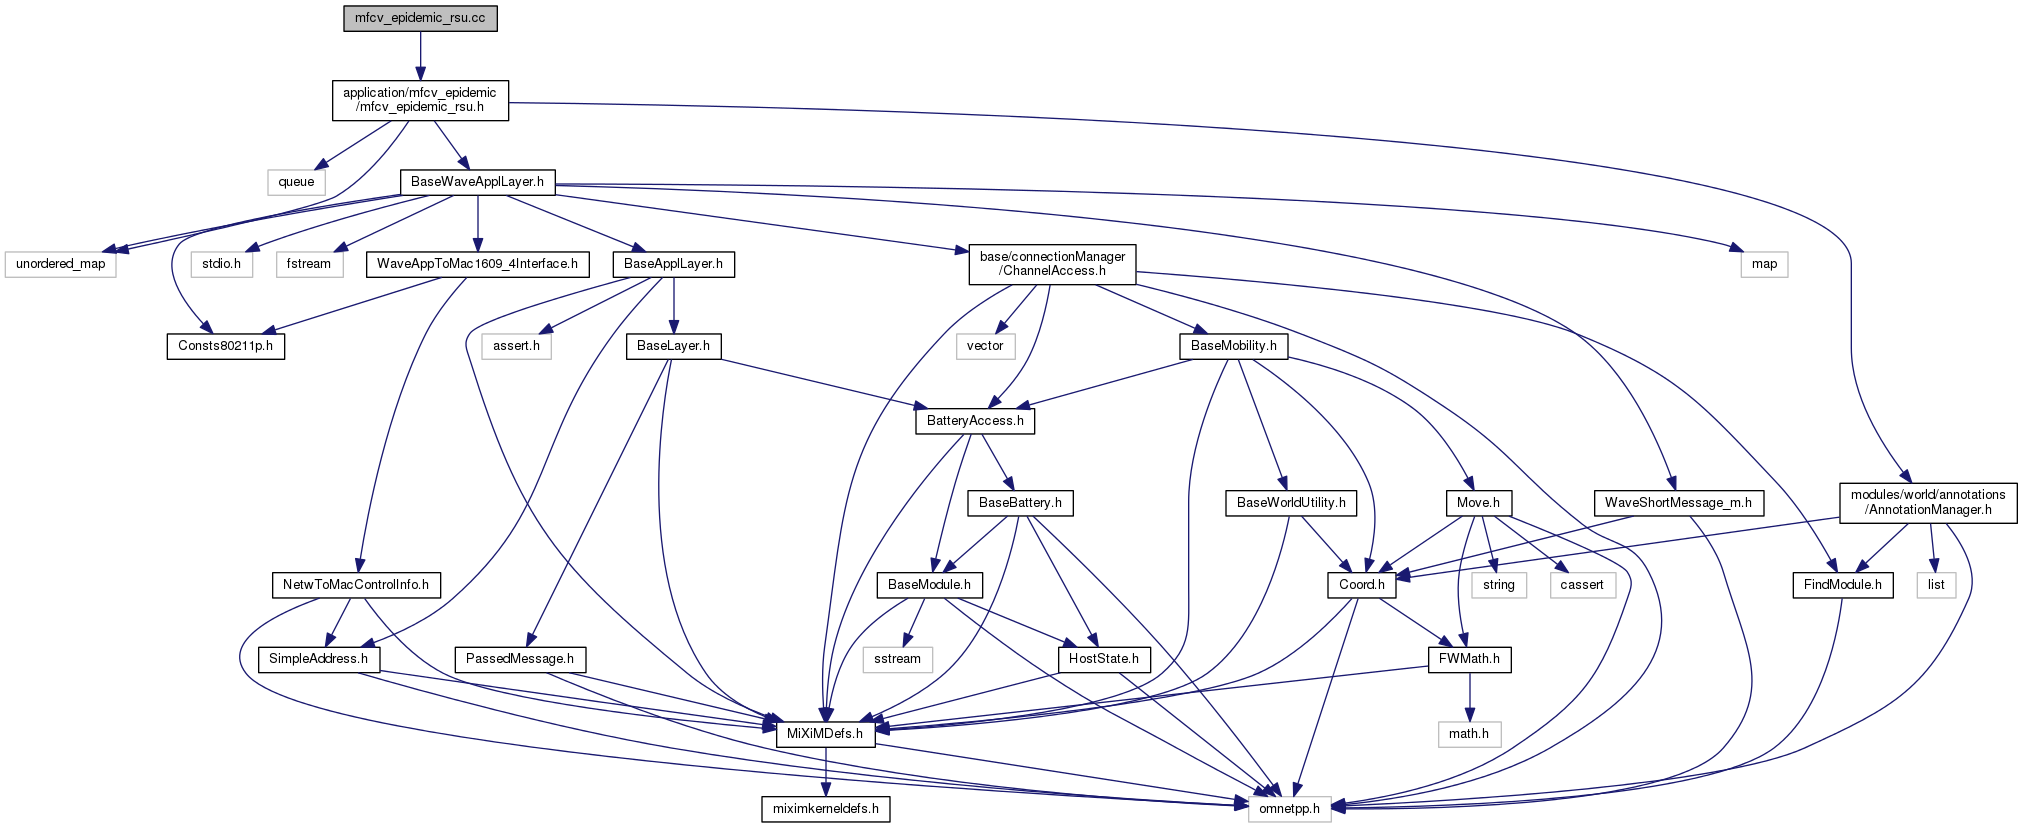 mfcv_epidemic_rsu.cc
application/mfcv_epidemic
/mfcv_epidemic_rsu.h
queue
BaseWaveApplLayer.h
unordered_map
stdio.h
fstream
WaveAppToMac1609_4Interface.h
BaseApplLayer.h
base/connectionManager
/ChannelAccess.h
map
Consts80211p.h
assert.h
BaseLayer.h
vector
BaseMobility.h
BatteryAccess.h
BaseBattery.h
BaseWorldUtility.h
Move.h
WaveShortMessage_m.h
modules/world/annotations
/AnnotationManager.h
NetwToMacControlInfo.h
BaseModule.h
Coord.h
string
cassert
FindModule.h
list
SimpleAddress.h
PassedMessage.h
sstream
HostState.h
FWMath.h
MiXiMDefs.h
math.h
miximkerneldefs.h
omnetpp.h